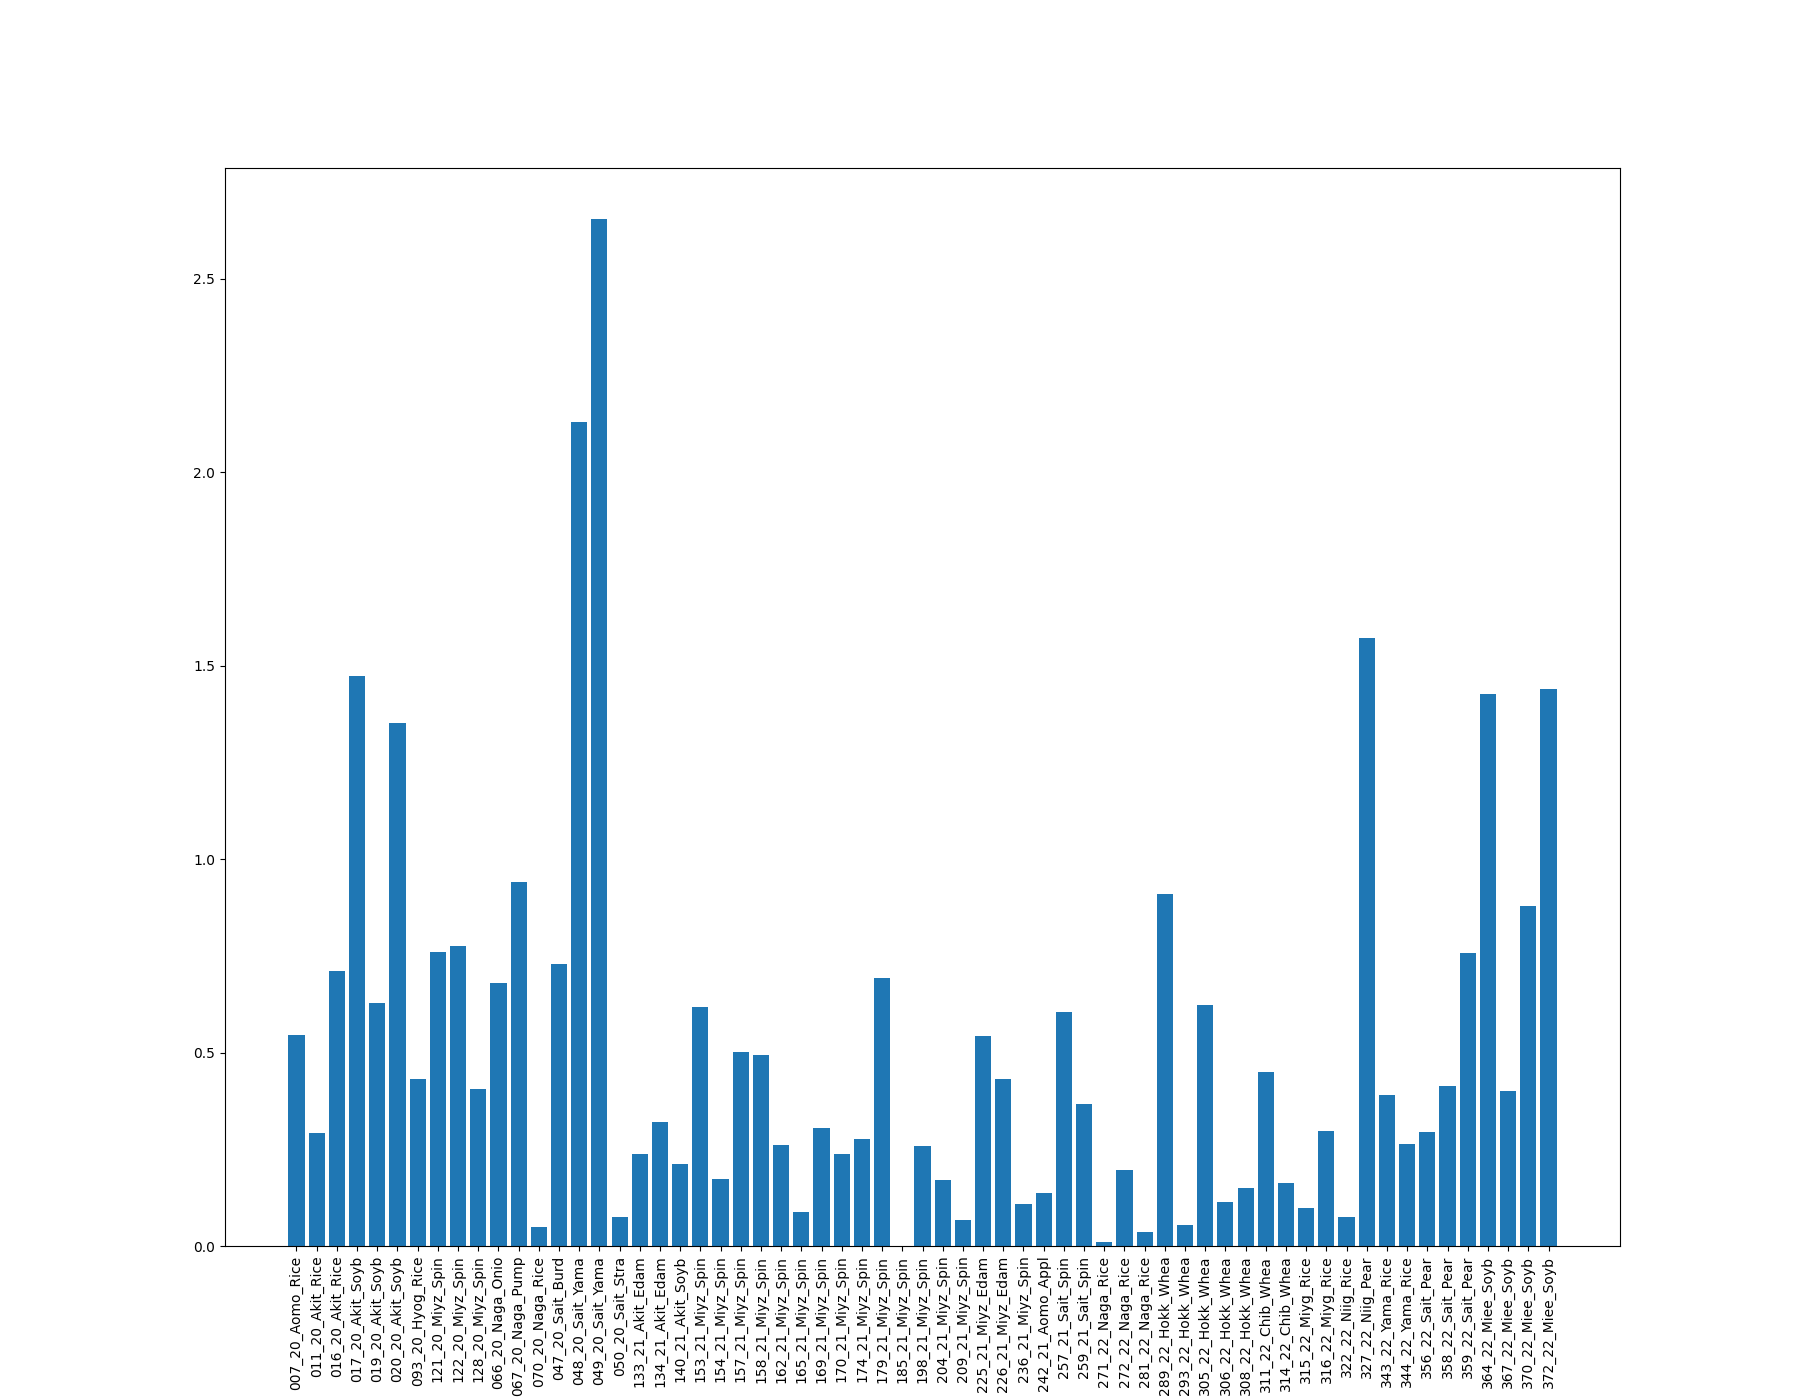 2.5
2.0
1.5
1.0
0.5
0.0
007_20_Aomo_Rice
011_20_Akit_Rice
016_20_Akit_Rice
017_20_Akit_Soyb
019_20_Akit_Soyb
020_20_Akit_Soyb
093_20_Hyog_Rice
121_20_Miyz_Spin
122_20_Miyz_Spin
128_20_Miyz_Spin
066_20_Naga_Onio
067_20_Naga_Pump
070_20_Naga_Rice
047_20_Sait_Burd
048_20_Sait_Yama
049_20_Sait_Yama
050_20_Sait_Stra
133_21_Akit_Edam
134_21_Akit_Edam
140_21_Akit_Soyb
153_21_Miyz_Spin
154_21_Miyz_Spin
157_21_Miyz_Spin
158_21_Miyz_Spin
162_21_Miyz_Spin
165_21_Miyz_Spin
169_21_Miyz_Spin
170_21_Miyz_Spin
174_21_Miyz_Spin
179_21_Miyz_Spin
185_21_Miyz_Spin
198_21_Miyz_Spin
204_21_Miyz_Spin
209_21_Miyz_Spin
225_21_Miyz_Edam
226_21_Miyz_Edam
236_21_Miyz_Spin
242_21_Aomo_Appl
257_21_Sait_Spin
259_21_Sait_Spin
271_22_Naga_Rice
272_22_Naga_Rice
281_22_Naga_Rice
289_22_Hokk_Whea
293_22_Hokk_Whea
305_22_Hokk_Whea
306_22_Hokk_Whea
308_22_Hokk_Whea
311_22_Chib_Whea
314_22_Chib_Whea
315_22_Miyg_Rice
316_22_Miyg_Rice
322_22_Niig_Rice
327_22_Niig_Pear
343_22_Yama_Rice
344_22_Yama_Rice
356_22_Sait_Pear
358_22_Sait_Pear
359_22_Sait_Pear
364_22_Miee_Soyb
367_22_Miee_Soyb
370_22_Miee_Soyb
372_22_Miee_Soyb